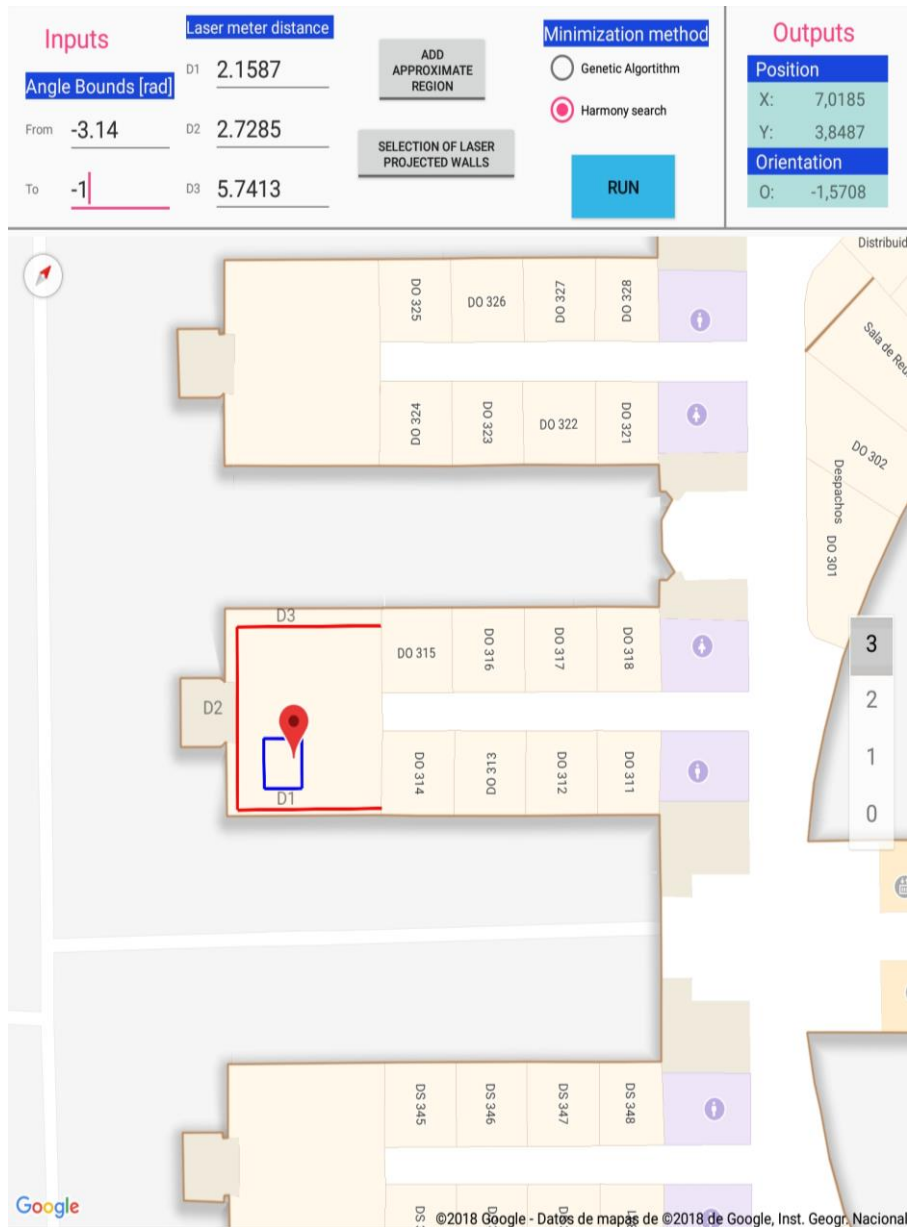 Inputs
Angle Bounds [rad]
From -3.14
To -1
Laser meter distance
D1 2.1587
D2 2.7285
D3 5.7413
ADD
APPROXIMATE
REGION
SELECTION OF LASER
PROJECTED WALLS
Minimization method
Genetic Algortithm
Harmony search
RUN
Outputs
Position
X: 7,0185
Y: 3,8487
Orientation
O: -1,5708
Distribuid
DO 325
DO 326
DO 327
DO 328
Sala de Reu
DO 324
DO 323
DO 322
DO 321
DO 302
Despachos
DO 301
D3
DO 315
DO 316
DO 317
DO 318
D2
D1
DO 314
DO 313
DO 312
DO 311
3
2
1
0
DS 345
DS 346
DS 347
DS 348
Google
©2018 Google - Datos de mapas de ©2018 de Google, Inst. Geogr. Nacional